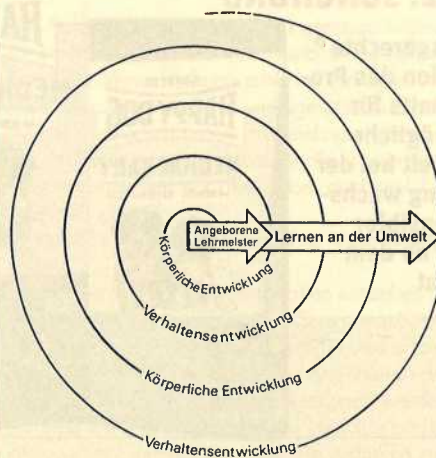 Angeborene
Lehrmeister
Lernen an der Umwelt
Körperliche Entwicklung
Verhaltensentwicklung
Körperliche Entwicklung
Verhaltensentwicklung